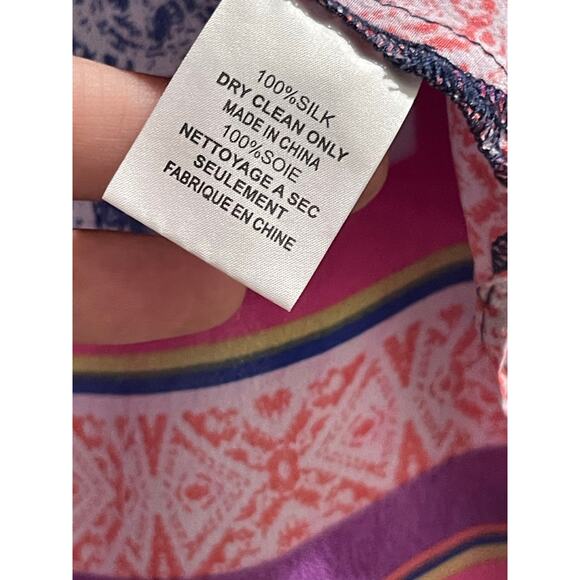 100%SILK
DRY CLEAN ONLY
MADE IN CHINA
100%SOIE
NETTOYAGE A SEC
SEULEMENT
FABRIQUE EN CHINE